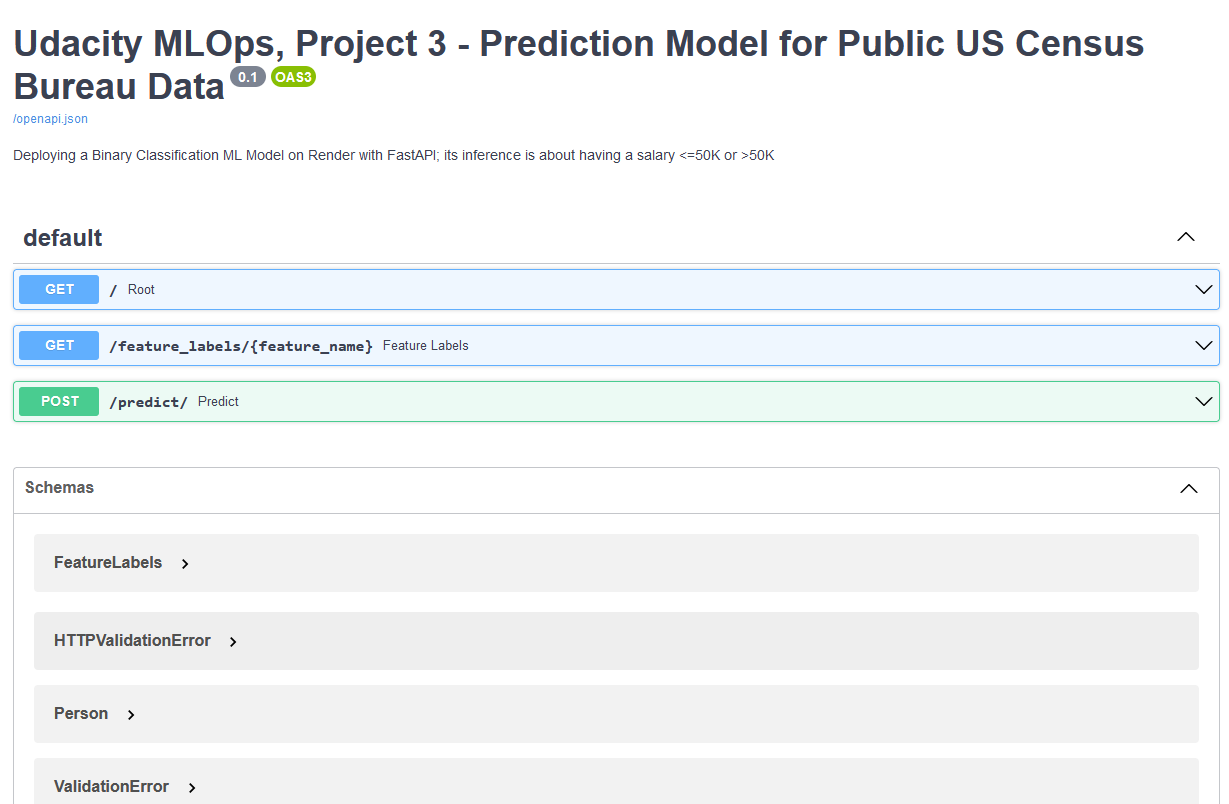 Udacity MLOps, Project 3 - Prediction Model for Public US Census
Bureau Data 0.1 OAS3
/openapi.json
Deploying a Binary Classification ML Model on Render with FastAPI; its inference is about having a salary <=50K or >50K
default
GET / Root
GET /feature_labels/{feature_name} Feature Labels
POST /predict/ Predict
Schemas
FeatureLabels
HTTPValidationError
Person
ValidationError